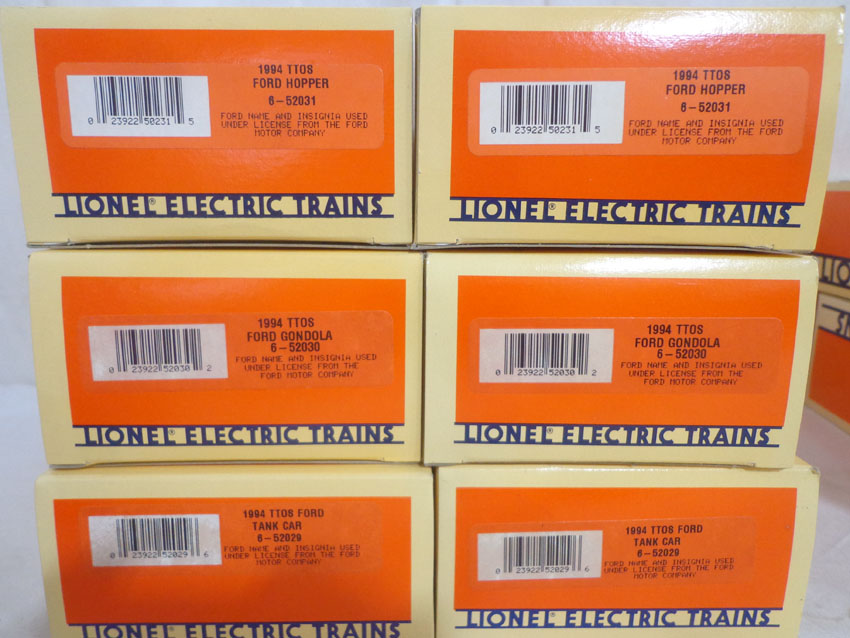 1994 TTOS
FORD HOPPER
6-52031
0 23922 50231 5
FORD NAME AND INSIGNIA USED
UNDER LICENSE FROM THE FORD
MOTOR COMPANY
LIONEL® ELECTRIC TRAINS
1994 TTOS
FORD HOPPER
6-52031
0 23922 50231 5
FORD NAME AND INSIGNIA USED
UNDER LICENSE FROM THE FORD
MOTOR COMPANY
LIONEL® ELECTRIC TRAINS
1994 TTOS
FORD GONDOLA
6-52030
0 23922 52030 2
FORD NAME AND INSIGNIA USED
UNDER LICENSE FROM THE
FORD MOTOR COMPANY
LIONEL® ELECTRIC TRAINS
1994 TTOS
FORD GONDOLA
6-52030
0 23922 52030 2
FORD NAME AND INSIGNIA USED
UNDER LICENSE FROM THE
FORD MOTOR COMPANY
LIONEL® ELECTRIC TRAINS
1994 TTOS FORD
TANK CAR
6-52029
0 23922 52029 6
FORD NAME AND INSIGNIA USED
UNDER LICENSE FROM THE FORD
MOTOR COMPANY
LIONEL® ELECTRIC TRAINS
1994 TTOS FORD
TANK CAR
6-52029
0 23922 52029 6
FORD NAME AND INSIGNIA USED
UNDER LICENSE FROM THE FORD
MOTOR COMPANY
LIONEL® ELECTRIC TRAINS